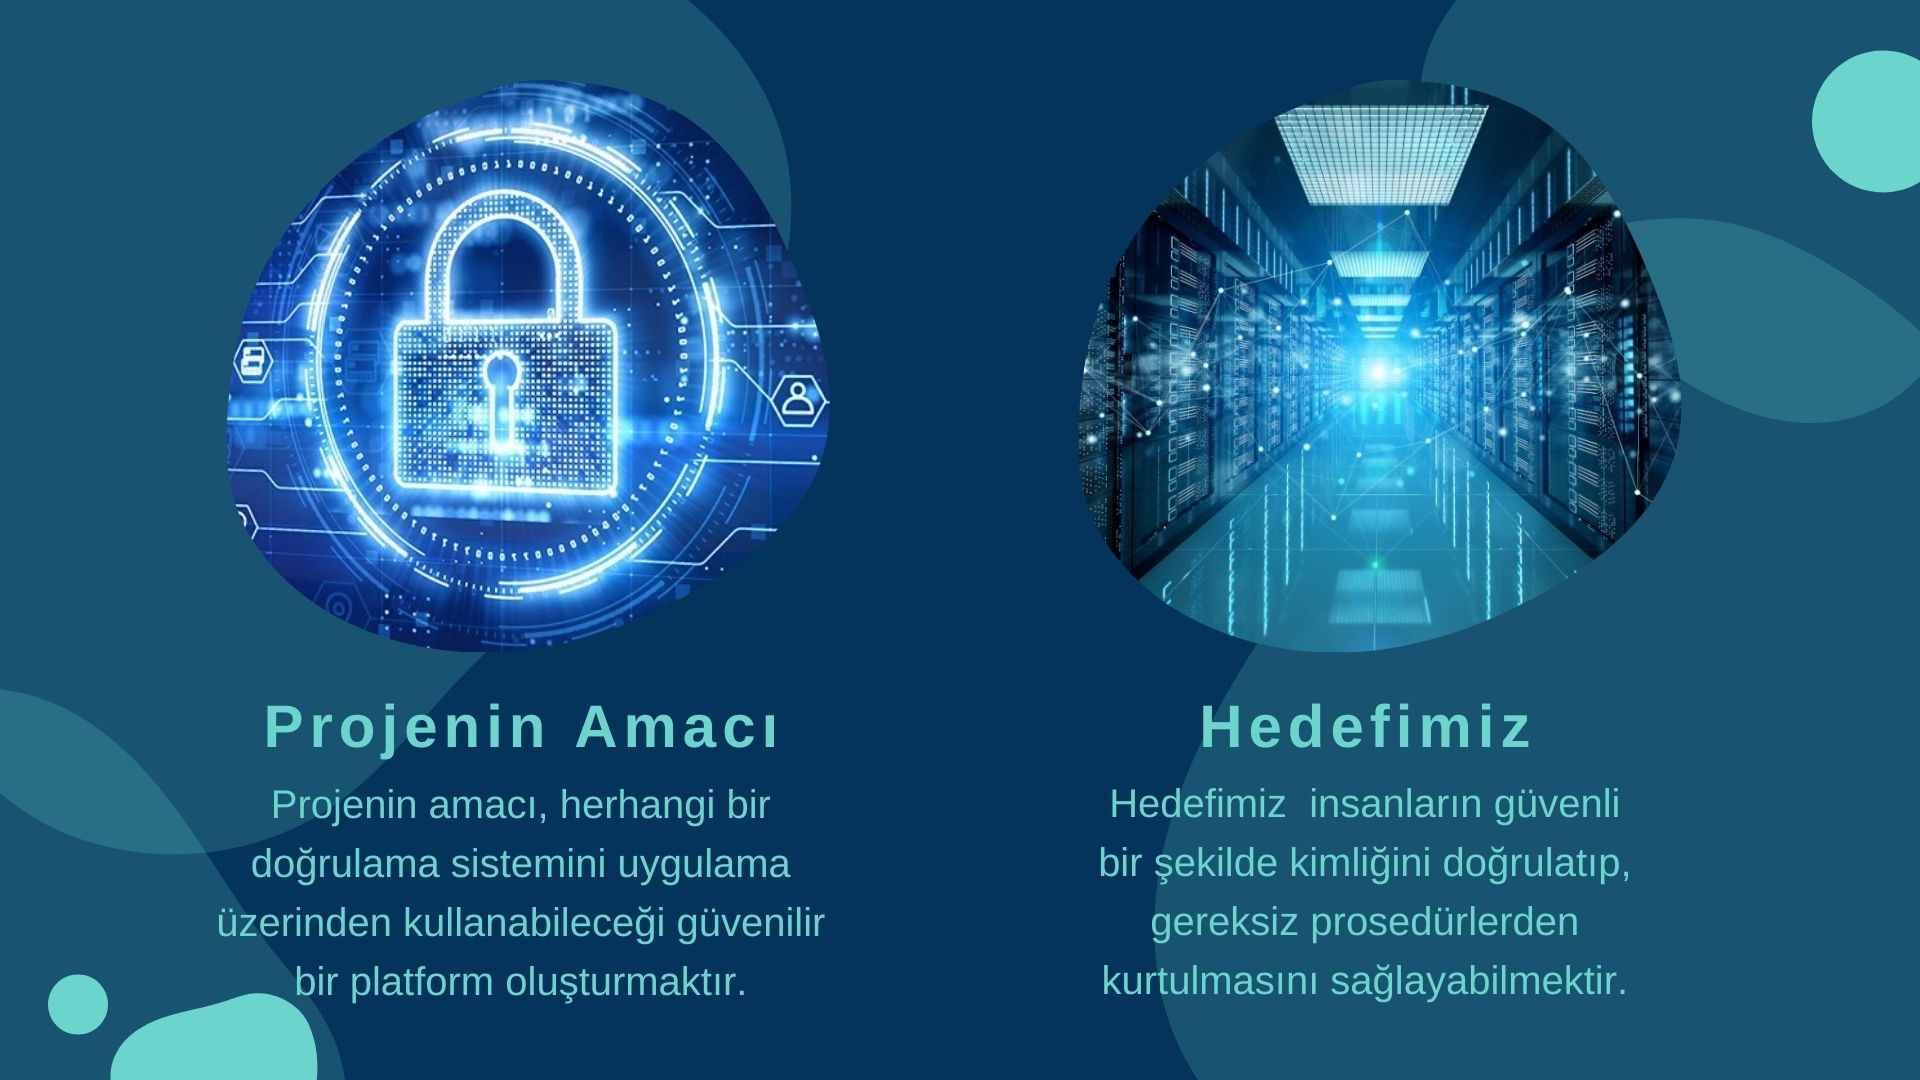 Projenin Amacı
Projenin amacı, herhangi bir
doğrulama sistemini uygulama
üzerinden kullanabileceği güvenilir
bir platform oluşturmaktır.
Hedefimiz
Hedefimiz  insanların güvenli
bir şekilde kimliğini doğrulatıp,
gereksiz prosedürlerden
kurtulmasını sağlayabilmektir.